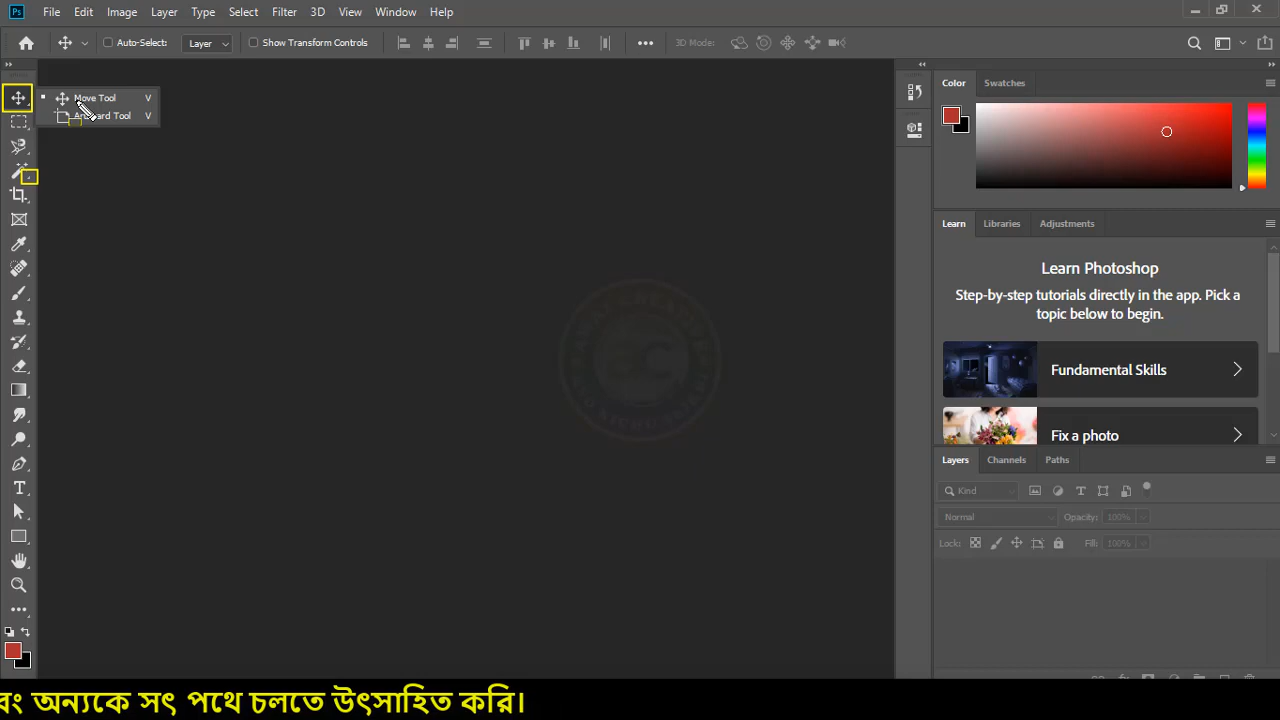 Ps File Edit Image Layer Type Select Filter 3D View Window Help
Auto-Select: Layer Show Transform Controls 3D Mode:
Move Tool V
Artboard Tool V
Color Swatches
Learn Libraries Adjustments
Learn Photoshop
Step-by-step tutorials directly in the app. Pick a
topic below to begin.
Fundamental Skills
Fix a photo
Layers Channels Paths
Kind
Normal Opacity: 100%
Lock: Fill: 100%
অন্যকে সৎ পথে চলতে উৎসাহিত করি।